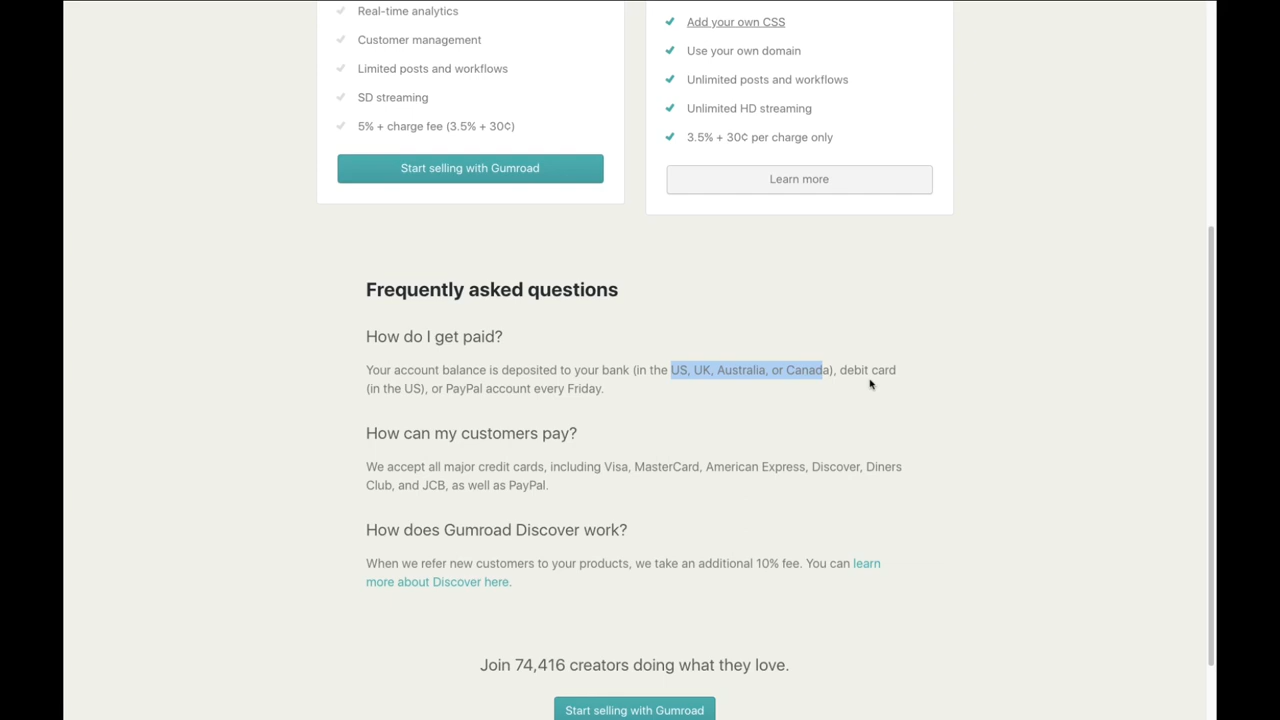 Real-time analytics
Customer management
Limited posts and workflows
SD streaming
5% + charge fee (3.5% + 30¢)
Start selling with Gumroad
Add your own CSS
Use your own domain
Unlimited posts and workflows
Unlimited HD streaming
3.5% + 30¢ per charge only
Learn more
Frequently asked questions
How do I get paid?
Your account balance is deposited to your bank (in the US, UK, Australia, or Canada), debit card
(in the US), or PayPal account every Friday.
How can my customers pay?
We accept all major credit cards, including Visa, MasterCard, American Express, Discover, Diners
Club, and JCB, as well as PayPal.
How does Gumroad Discover work?
When we refer new customers to your products, we take an additional 10% fee. You can learn
more about Discover here.
Join 74,416 creators doing what they love.
Start selling with Gumroad